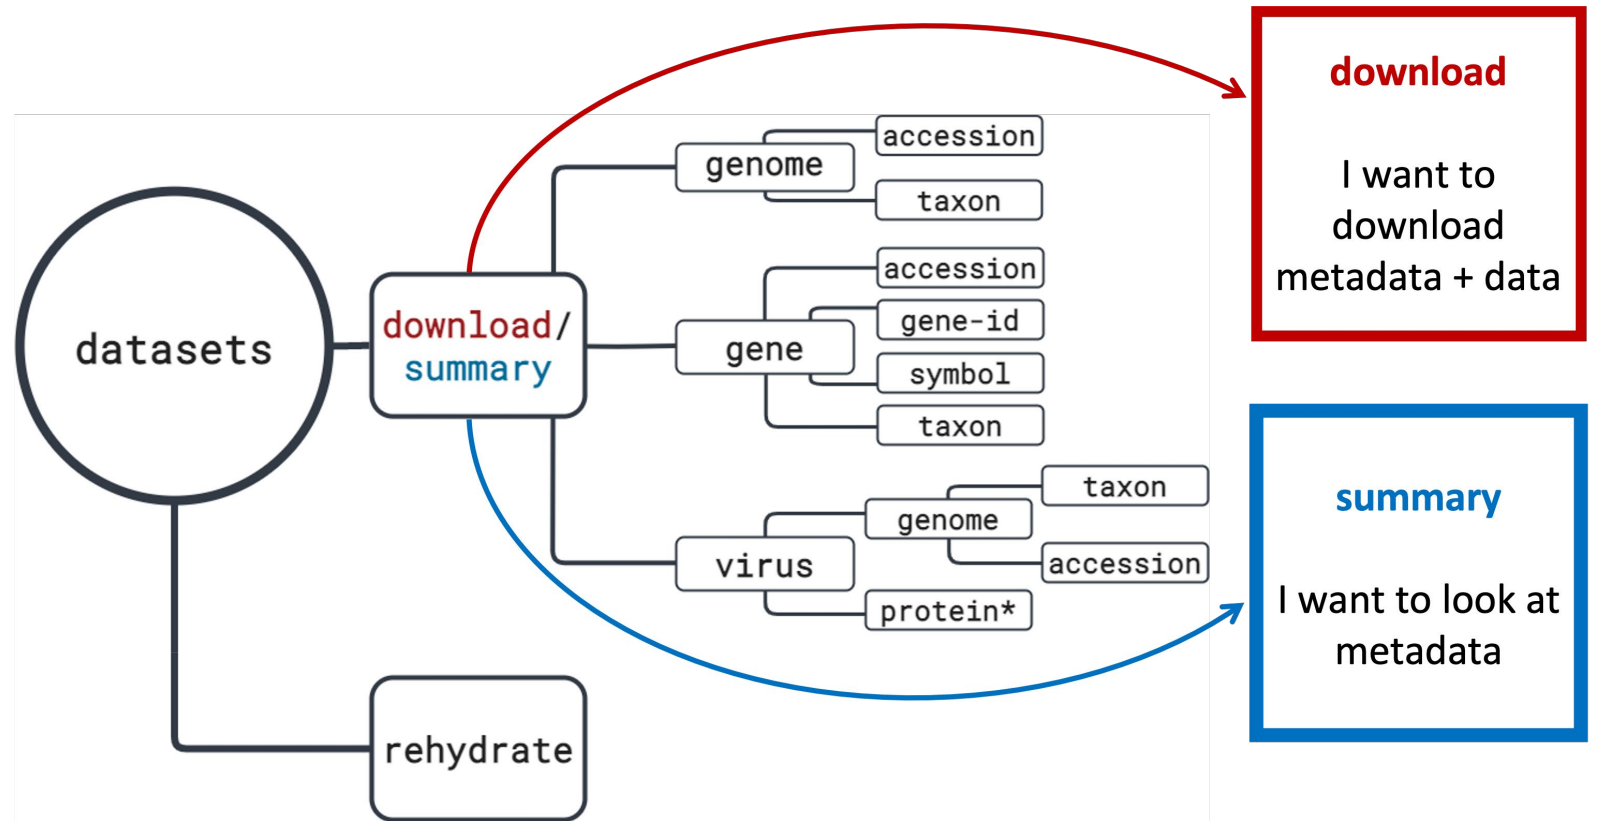 datasets
download/
summary
rehydrate
genome
accession
taxon
gene
accession
gene-id
symbol
taxon
virus
genome
taxon
accession
protein*
download
I want to
download
metadata + data
summary
I want to look at
metadata